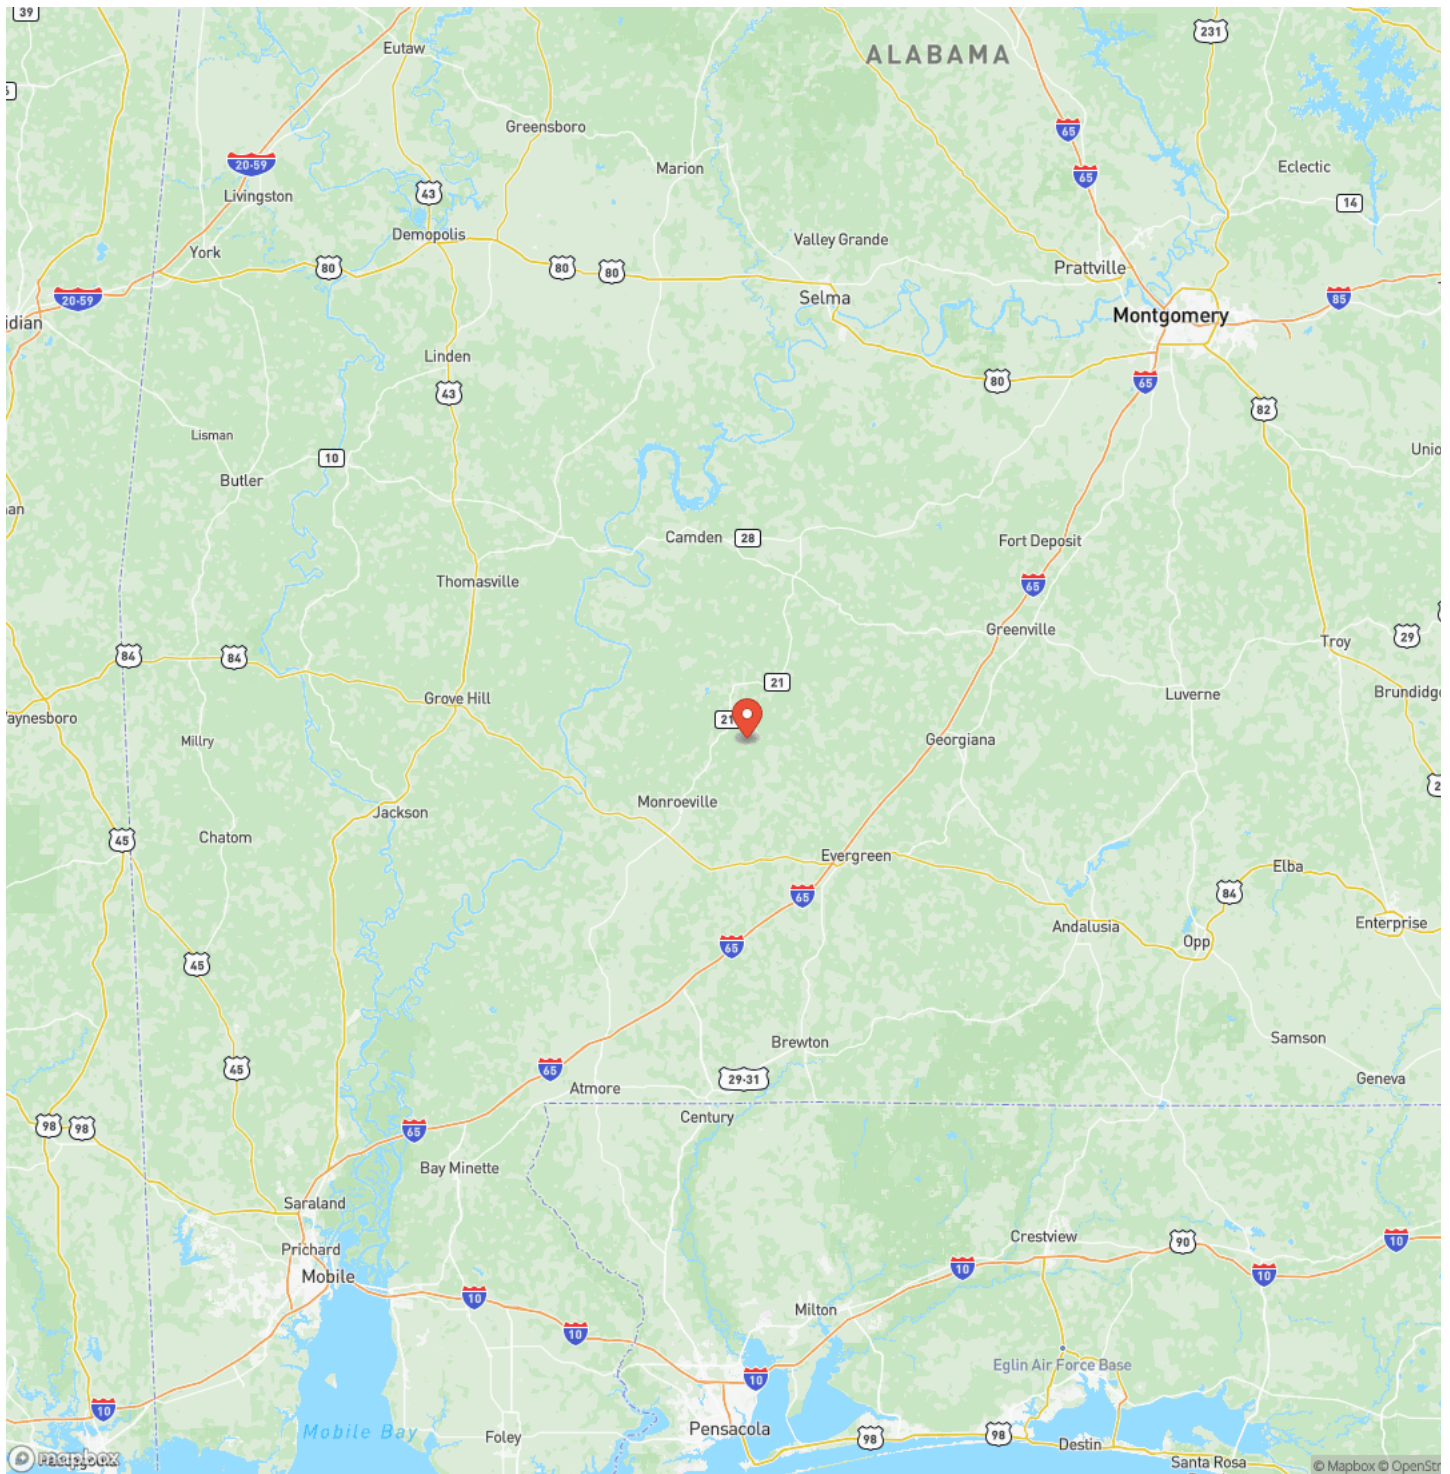 39
Eutaw
ALABAMA
231
65
Greensboro
Marion
20-59
65
Eclectic
Livingston
43
14
Demopolis
Valley Grande
York
80
80
80
Prattville
20-59
Selma
85
idian
Montgomery
Linden
43
80
65
82
Lisman
10
Unio
Butler
an
Camden
28
Fort Deposit
Thomasville
65
Greenville
29
84
84
Troy
21
Grove Hill
Luverne
Brundidg
aynesboro
21
Millry
Georgiana
Monroeville
Jackson
Chatom
45
Evergreen
Elba
65
84
Andalusia
Enterprise
65
Opp
45
Brewton
Samson
45
65
29-31
Geneva
Atmore
98
98
65
Century
Bay Minette
Saraland
Crestview
90
10
Prichard
10
10
Mobile
10
Milton
10
Eglin Air Force Base
10
10
Mobile Bay
Pensacola
98
98
Foley
Destin
mapbox
Santa Rosa
© Mapbox © OpenStr